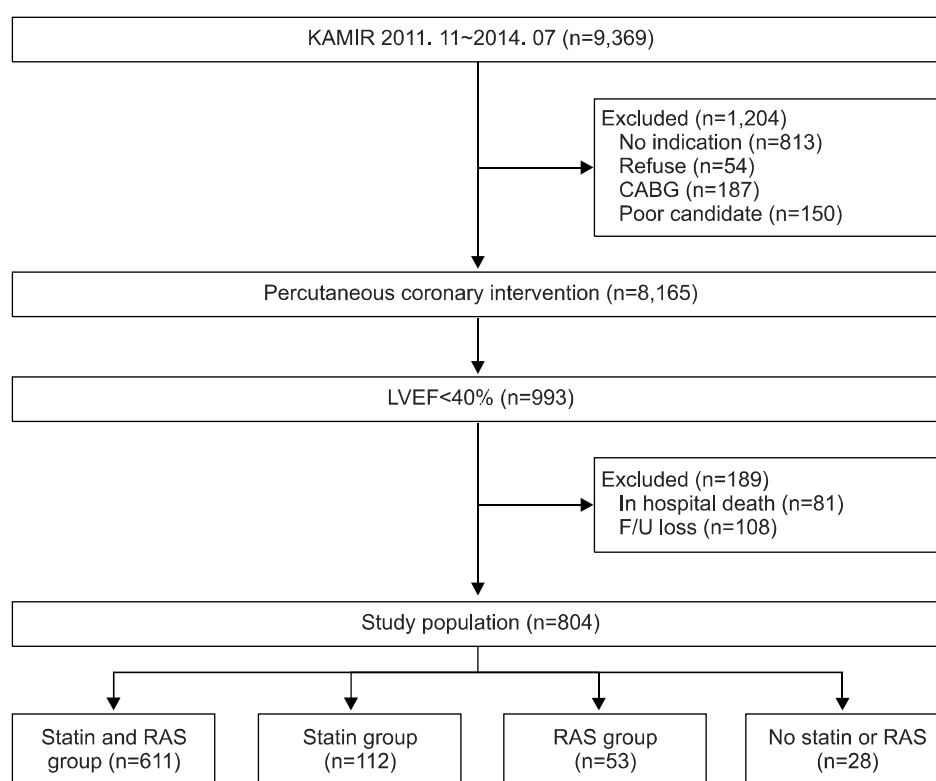 KAMIR 2011. 11~2014. 07 (n=9,369)
Excluded (n=1,204)
No indication (n=813)
Refuse (n=54)
CABG (n=187)
Poor candidate (n=150)
Percutaneous coronary intervention (n=8,165)
LVEF<40% (n=993)
Excluded (n=189)
In hospital death (n=81)
F/U loss (n=108)
Study population (n=804)
Statin and RAS
group (n=611)
Statin group
(n=112)
RAS group
(n=53)
No statin or RAS
(n=28)